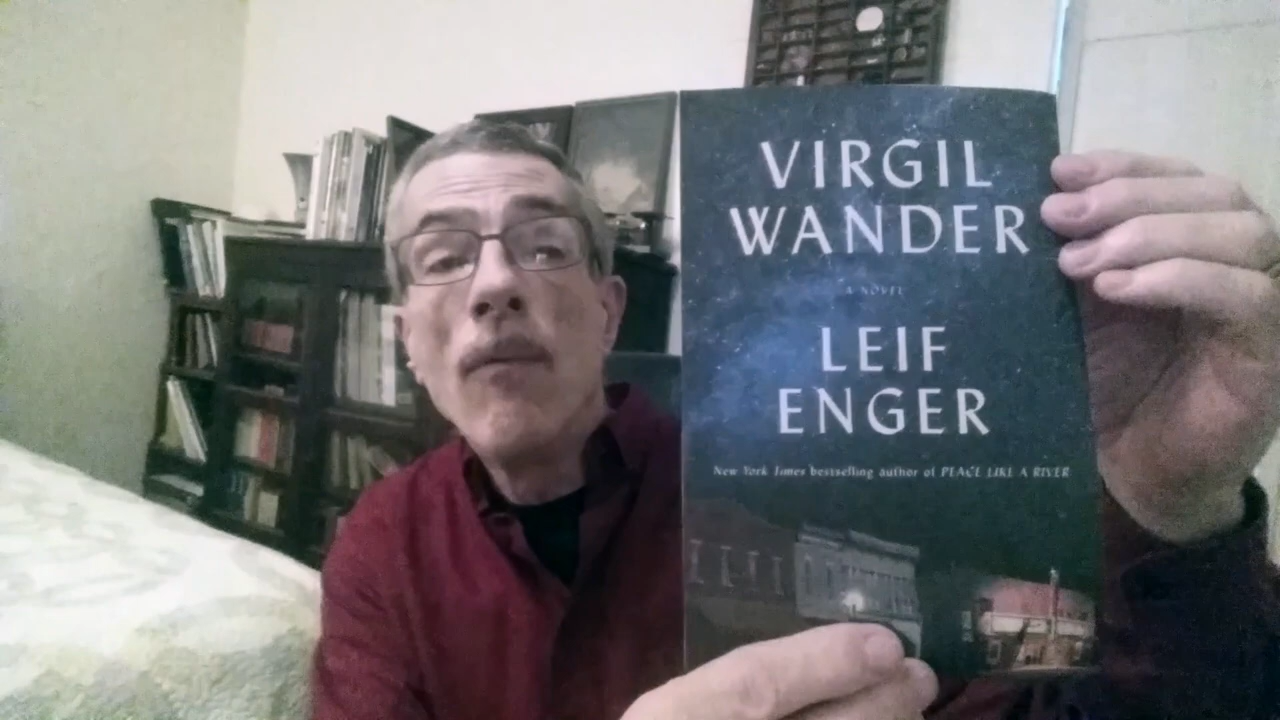 VIRGIL
WANDER
A NOVEL
LEIF
ENGER
New York Times bestselling author of PEACE LIKE A RIVER